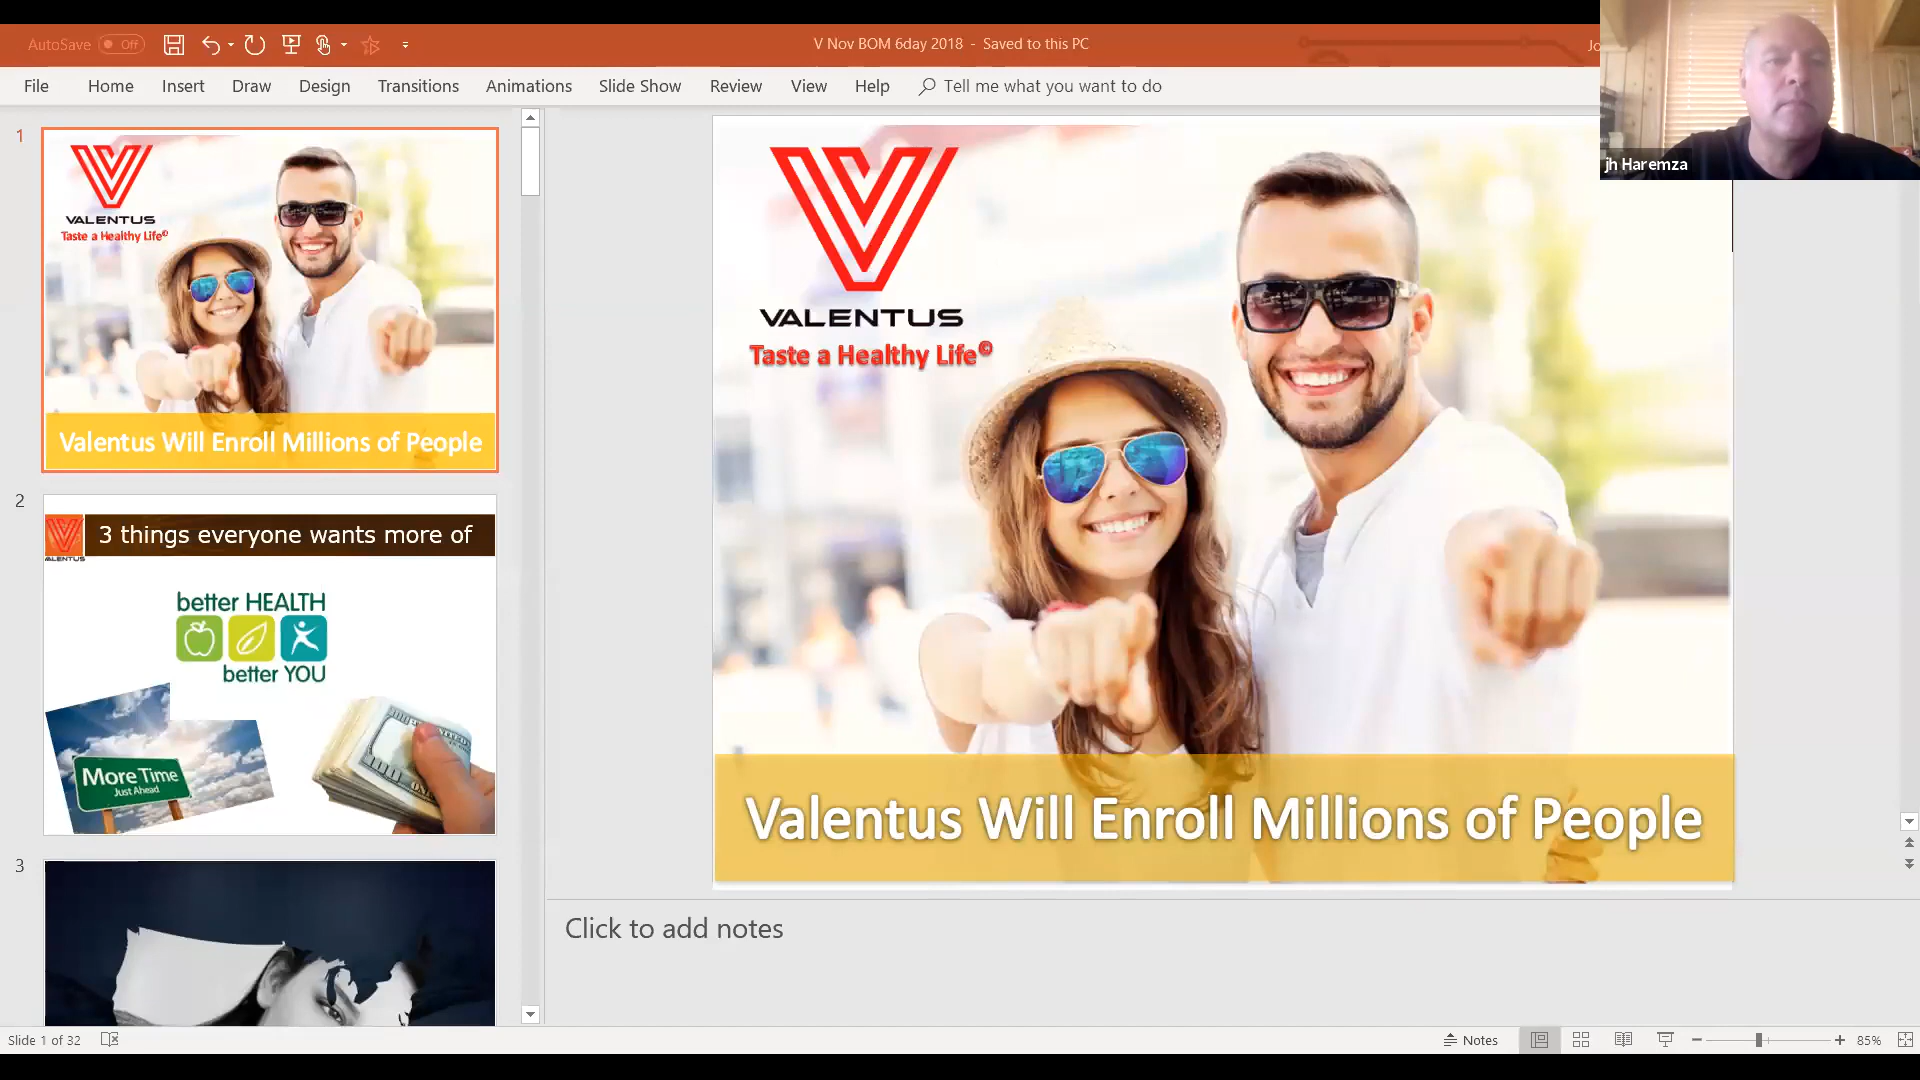 AutoSave Off
V Nov BOM 6day 2018 - Saved to this PC
Jo
File Home Insert Draw Design Transitions Animations Slide Show Review View Help Tell me what you want to do
jh Haremza
1
VALENTUS
Taste a Healthy Life©
Valentus Will Enroll Millions of People
2
3 things everyone wants more of
VALENTUS
better HEALTH
better YOU
More Time
Just Ahead
100
3
VALENTUS
Taste a Healthy Life©
Valentus Will Enroll Millions of People
Click to add notes
Slide 1 of 32
Notes
85%